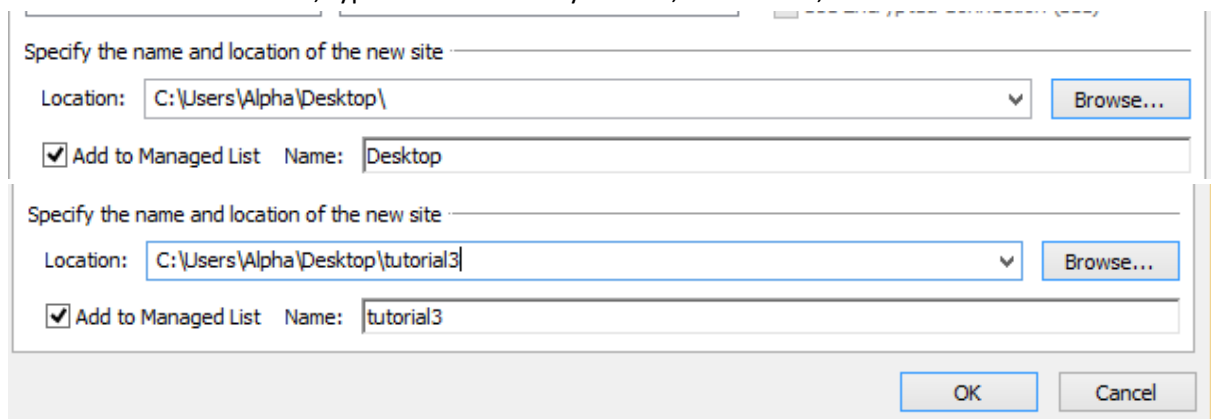 Specify the name and location of the new site
Location: C:\Users\Alpha\Desktop\ Browse...
Add to Managed List Name: Desktop
Specify the name and location of the new site
Location: C:\Users\Alpha\Desktop\tutorial3 Browse...
Add to Managed List Name: tutorial3
OK Cancel